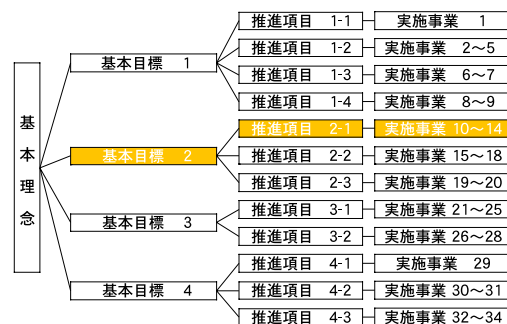 基本理念
基本目標 1
推進項目 1-1 実施事業 1
推進項目 1-2 実施事業 2～5
推進項目 1-3 実施事業 6～7
推進項目 1-4 実施事業 8～9
基本目標 2
推進項目 2-1 実施事業 10～14
推進項目 2-2 実施事業 15～18
推進項目 2-3 実施事業 19～20
基本目標 3
推進項目 3-1 実施事業 21～25
推進項目 3-2 実施事業 26～28
基本目標 4
推進項目 4-1 実施事業 29
推進項目 4-2 実施事業 30～31
推進項目 4-3 実施事業 32～34